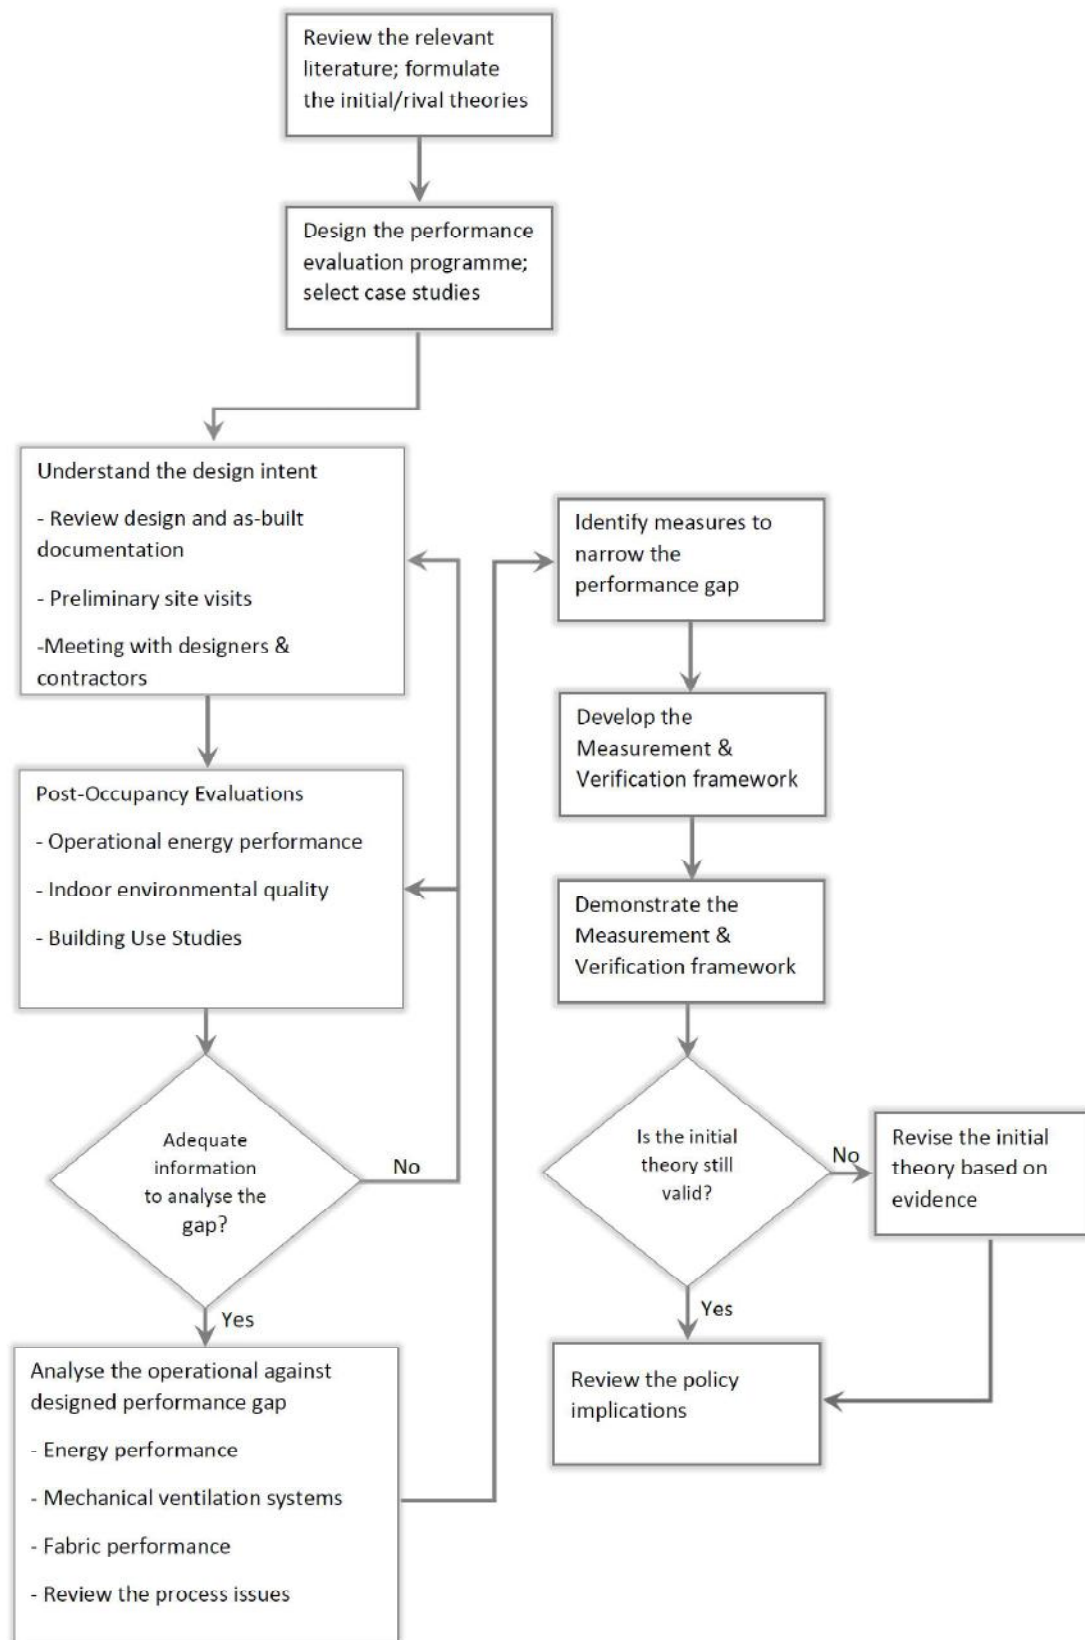 Review the relevant
literature; formulate
the initial/rival theories
Design the performance
evaluation programme;
select case studies
Understand the design intent
- Review design and as-built
documentation
- Preliminary site visits
-Meeting with designers &
contractors
Post-Occupancy Evaluations
- Operational energy performance
- Indoor environmental quality
- Building Use Studies
Adequate
information
to analyse the
gap?
No
Yes
Analyse the operational against
designed performance gap
- Energy performance
- Mechanical ventilation systems
- Fabric performance
- Review the process issues
Identify measures to
narrow the
performance gap
Develop the
Measurement &
Verification framework
Demonstrate the
Measurement &
Verification framework
Is the initial
theory still
valid?
No
Revise the initial
theory based on
evidence
Yes
Review the policy
implications